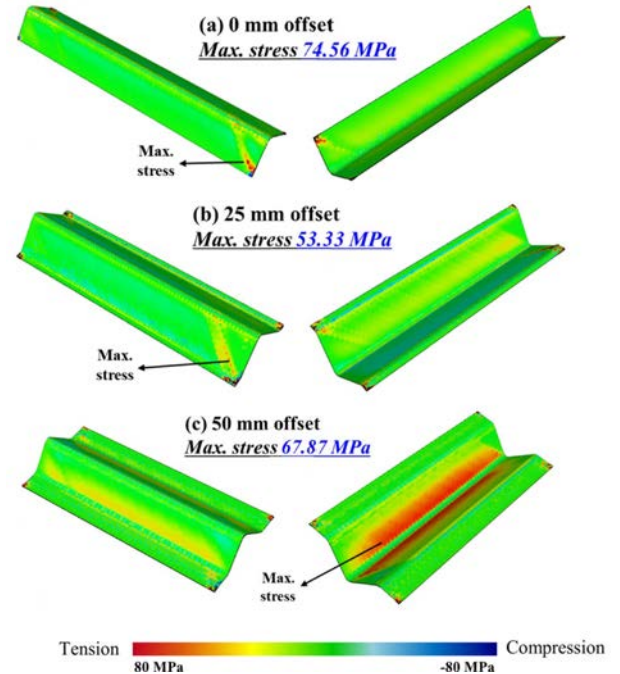 (a) 0 mm offset
Max. stress 74.56 MPa
Max.
stress
(b) 25 mm offset
Max. stress 53.33 MPa
Max.
stress
(c) 50 mm offset
Max. stress 67.87 MPa
Max.
stress
Tension Compression
80 MPa -80 MPa